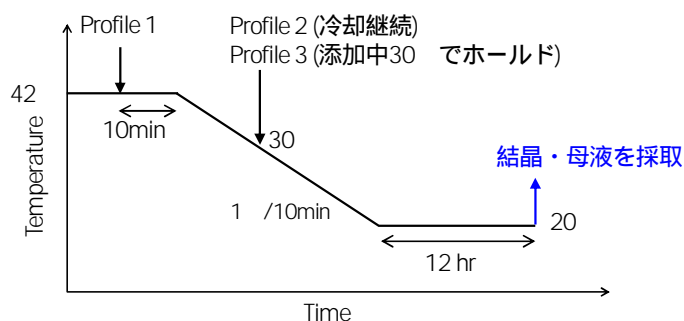 Profile 1
Profile 2 (冷却継続)
Profile 3 (添加中30 でホールド)
42
10min
30
結晶・母液を採取
Temperature
1 /10min
20
12 hr
Time